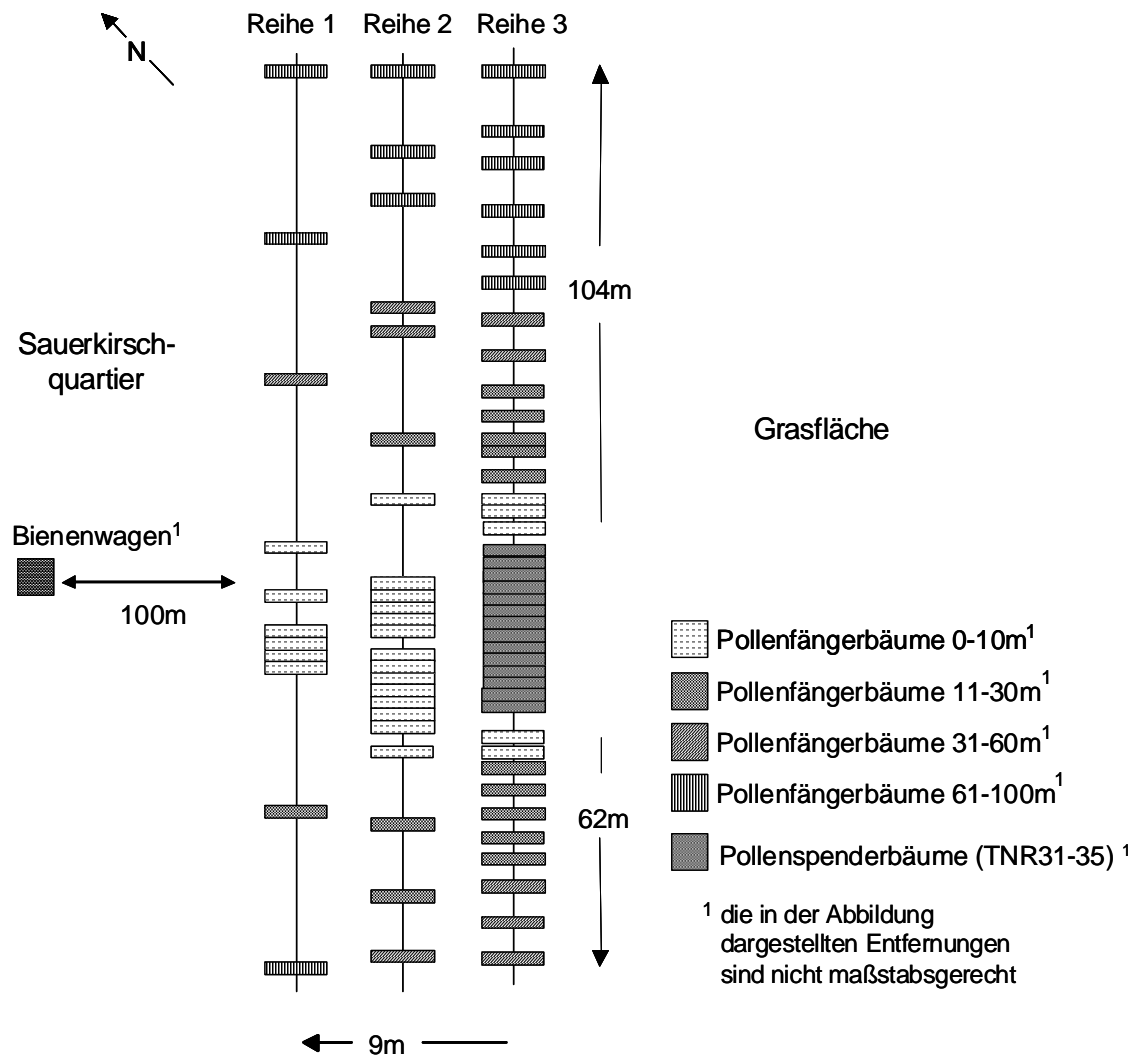 Reihe 1 Reihe 2 Reihe 3
N
104m
Sauerkirsch-
quartier
Grasfläche
Bienenwagen¹
100m
Pollenfängerbäume 0-10m¹
Pollenfängerbäume 11-30m¹
Pollenfängerbäume 31-60m¹
Pollenfängerbäume 61-100m¹
Pollenspenderbäume (TNR31-35) ¹
62m
¹ die in der Abbildung
dargestellten Entfernungen
sind nicht maßstabsgerecht
9m